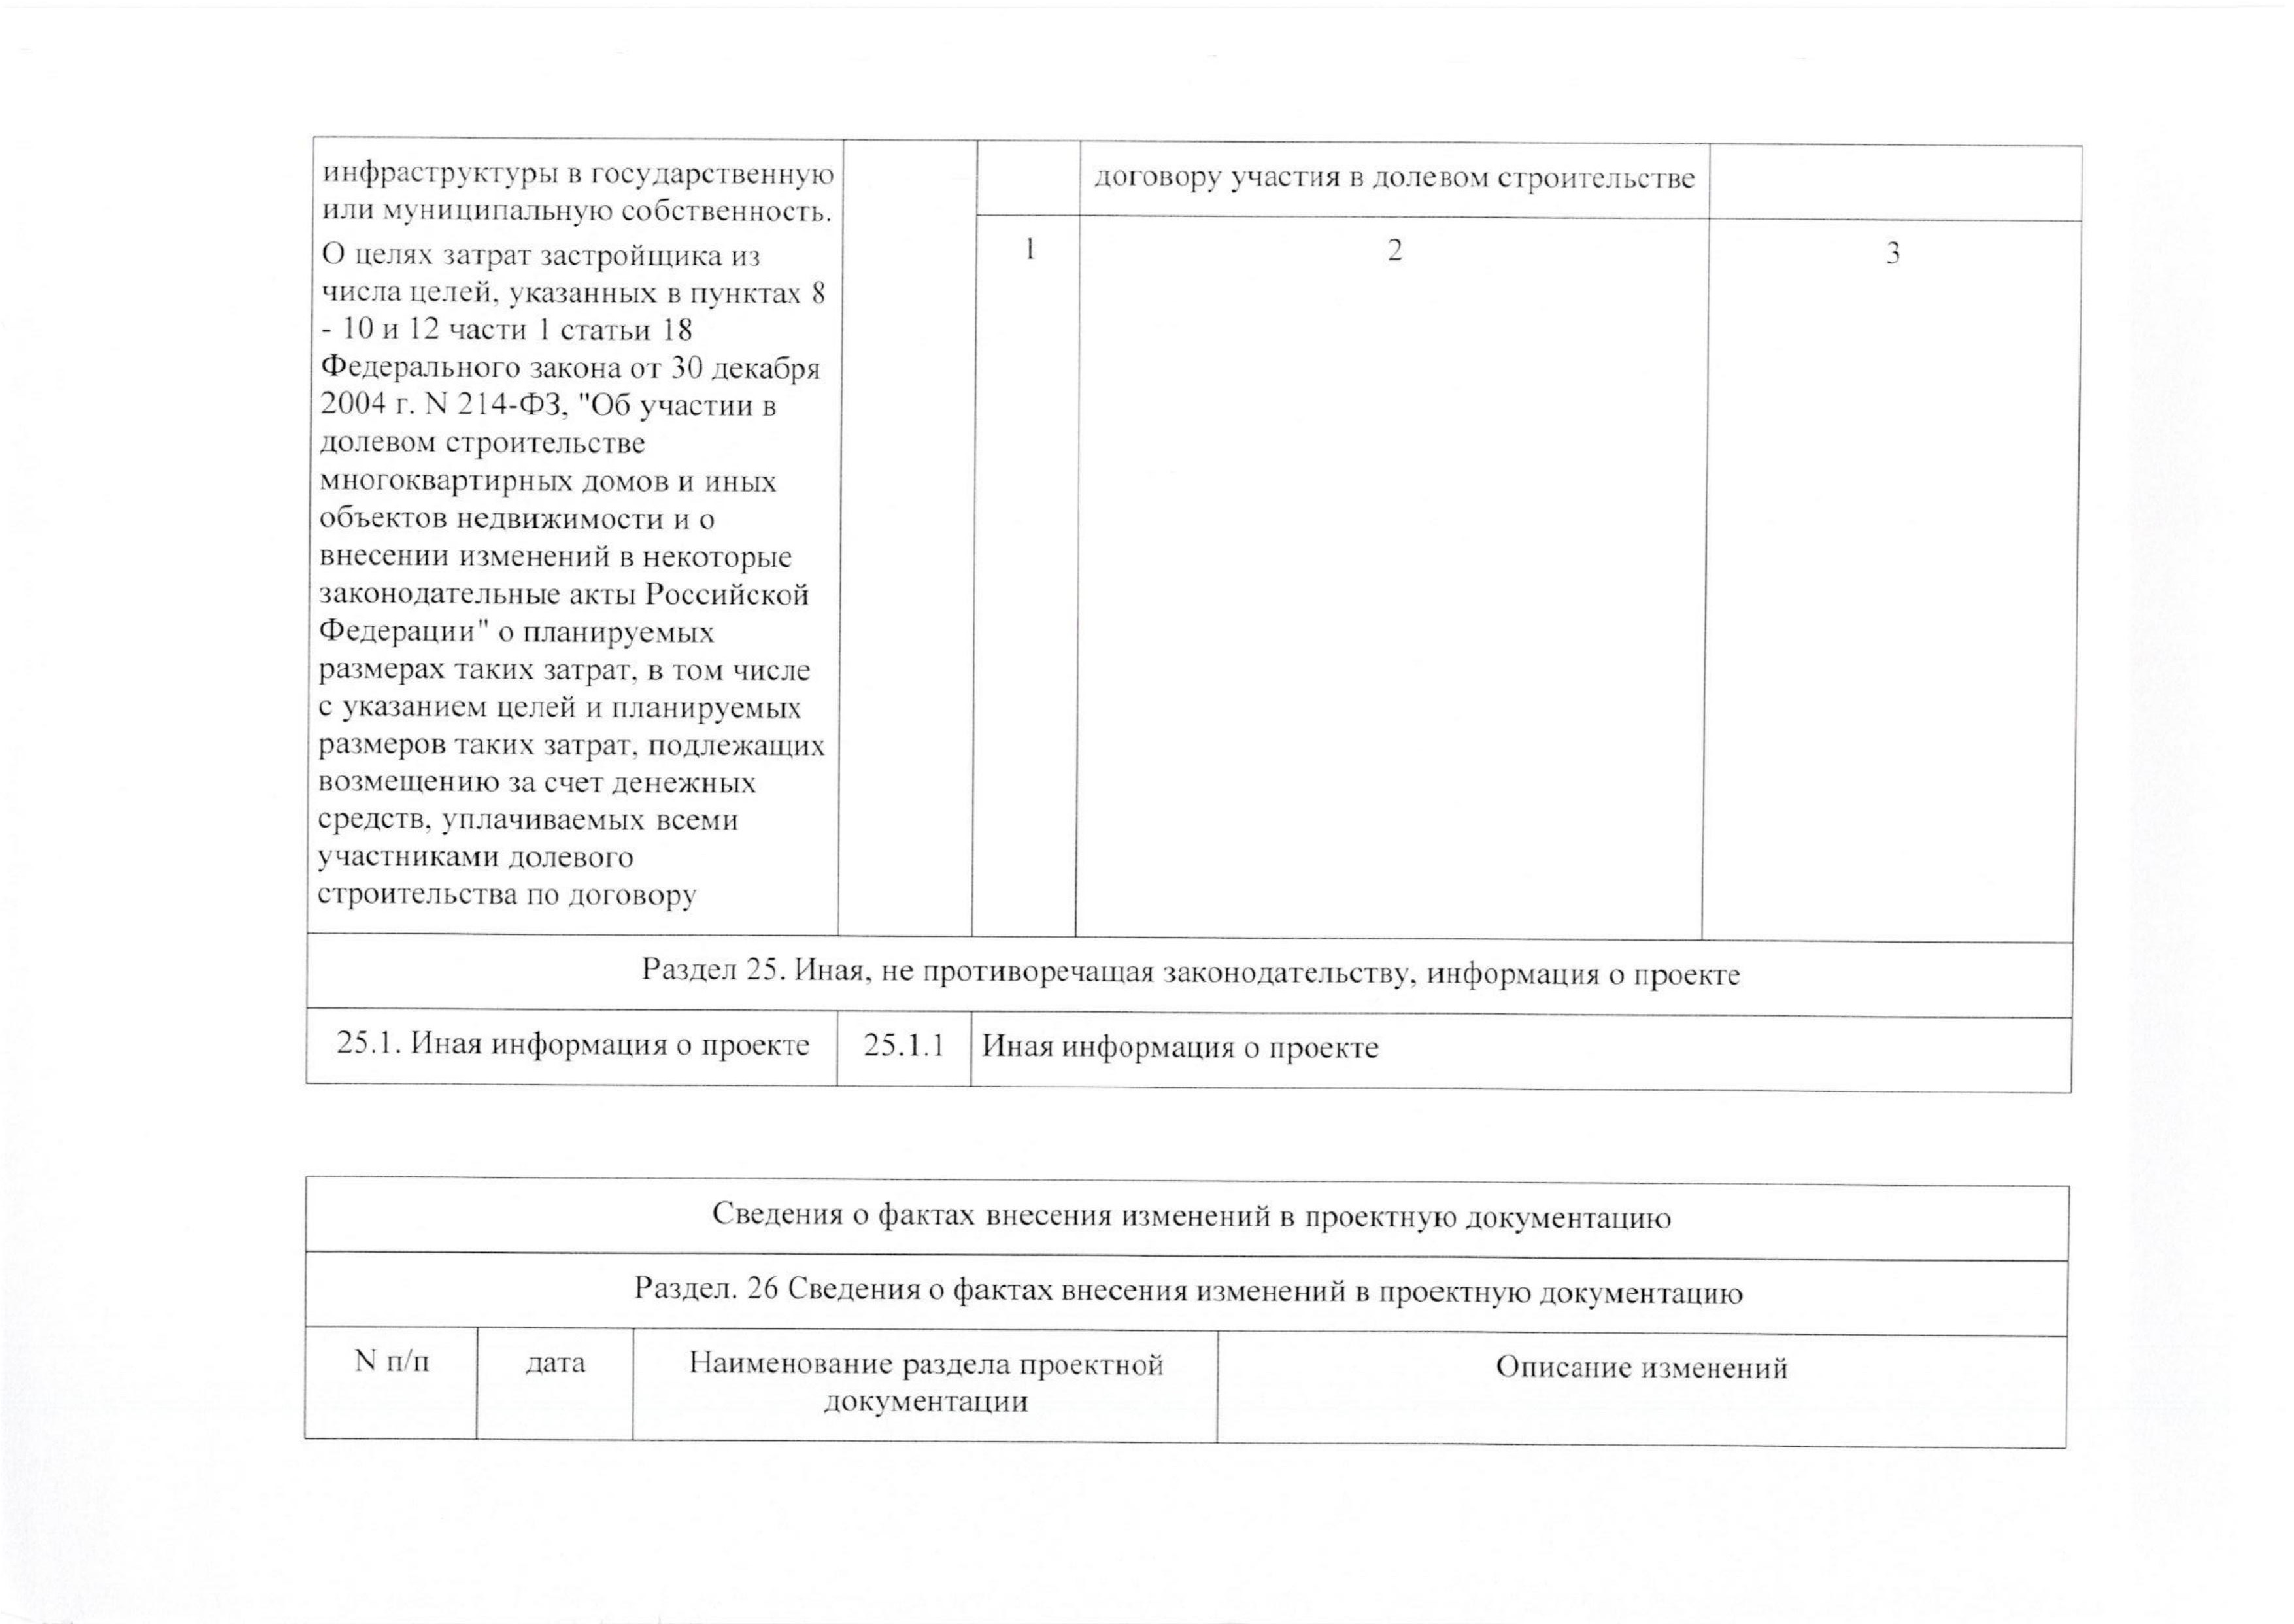 инфраструктуры в государственную
или муниципальную собственность.
О целях затрат застройщика из
числа целей, указанных в пунктах 8
- 10 и 12 части 1 статьи 18
Федерального закона от 30 декабря
2004 г. N 214-ФЗ, "Об участии в
долевом строительстве
многоквартирных домов и иных
объектов недвижимости и о
внесении изменений в некоторые
законодательные акты Российской
Федерации" о планируемых
размерах таких затрат, в том числе
с указанием целей и планируемых
размеров таких затрат, подлежащих
возмещению за счет денежных
средств, уплачиваемых всеми
участниками долевого
строительства по договору
договору участия в долевом строительстве
1 2 3
Раздел 25. Иная, не противоречащая законодательству, информация о проекте
25.1. Иная информация о проекте 25.1.1 Иная информация о проекте
Сведения о фактах внесения изменений в проектную документацию
Раздел. 26 Сведения о фактах внесения изменений в проектную документацию
N п/п дата Наименование раздела проектной
документации
Описание изменений